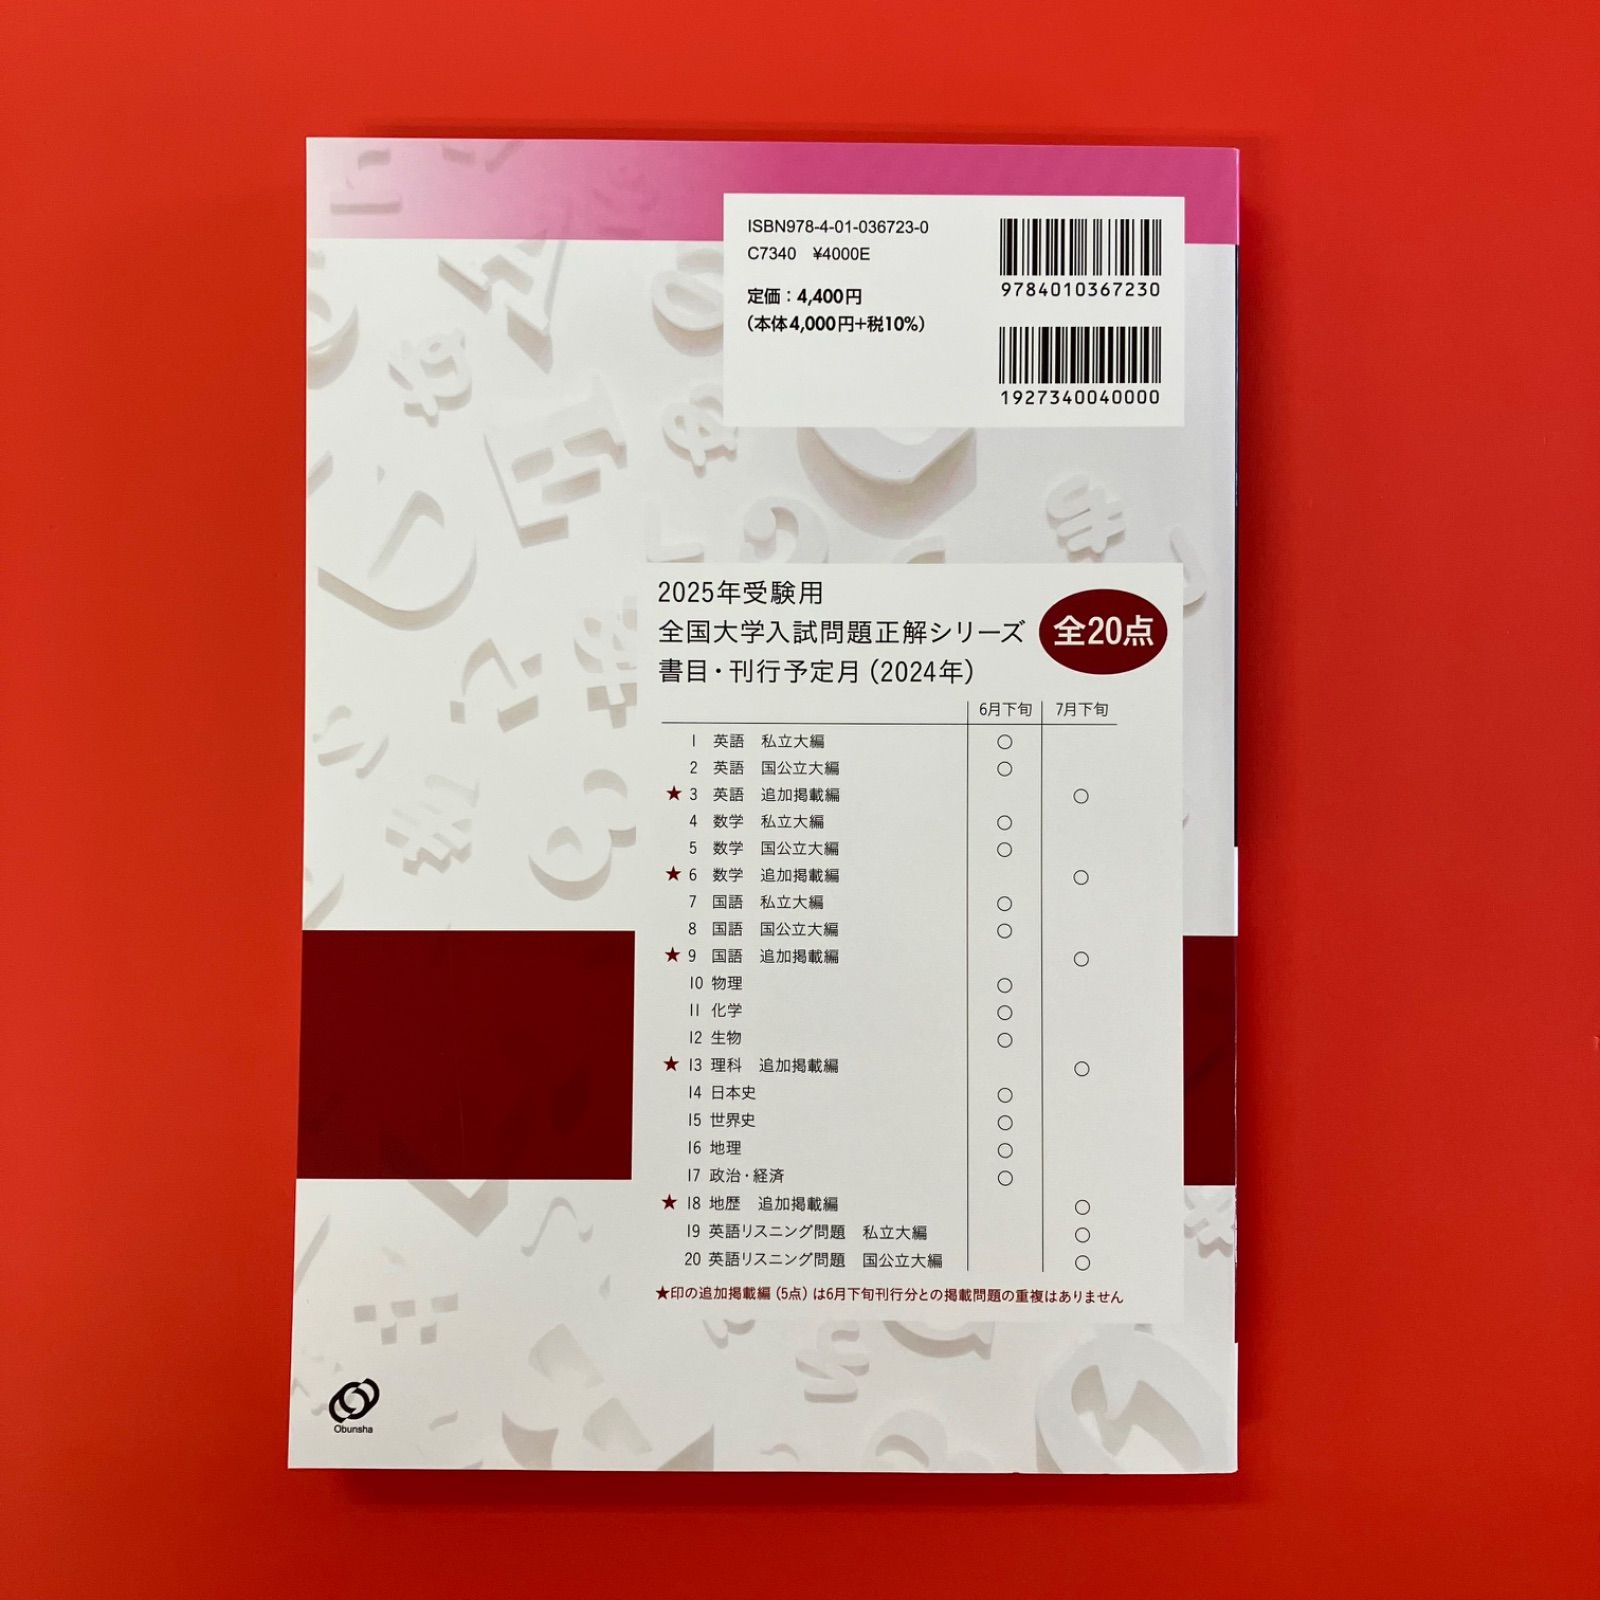 ISBN978-4-01-036723-0
C7340 ¥4000E
定価：4,400円
（本体4,000円+税10%）
9784010367230
1927340040000
2025年受験用
全国大学入試問題正解シリーズ
書目・刊行予定月（2024年）
全20点
6月下旬 7月下旬
1 英語 私立大編 ○
2 英語 国公立大編 ○
★ 3 英語 追加掲載編 ○
4 数学 私立大編 ○
5 数学 国公立大編 ○
★ 6 数学 追加掲載編 ○
7 国語 私立大編 ○
8 国語 国公立大編 ○
★ 9 国語 追加掲載編 ○
10 物理 ○
11 化学 ○
12 生物 ○
★ 13 理科 追加掲載編 ○
14 日本史 ○
15 世界史 ○
16 地理 ○
17 政治・経済 ○
★ 18 地歴 追加掲載編 ○
19 英語リスニング問題 私立大編 ○
20 英語リスニング問題 国公立大編 ○
★印の追加掲載編（5点）は6月下旬刊行分との掲載問題の重複はありません
Obunsha